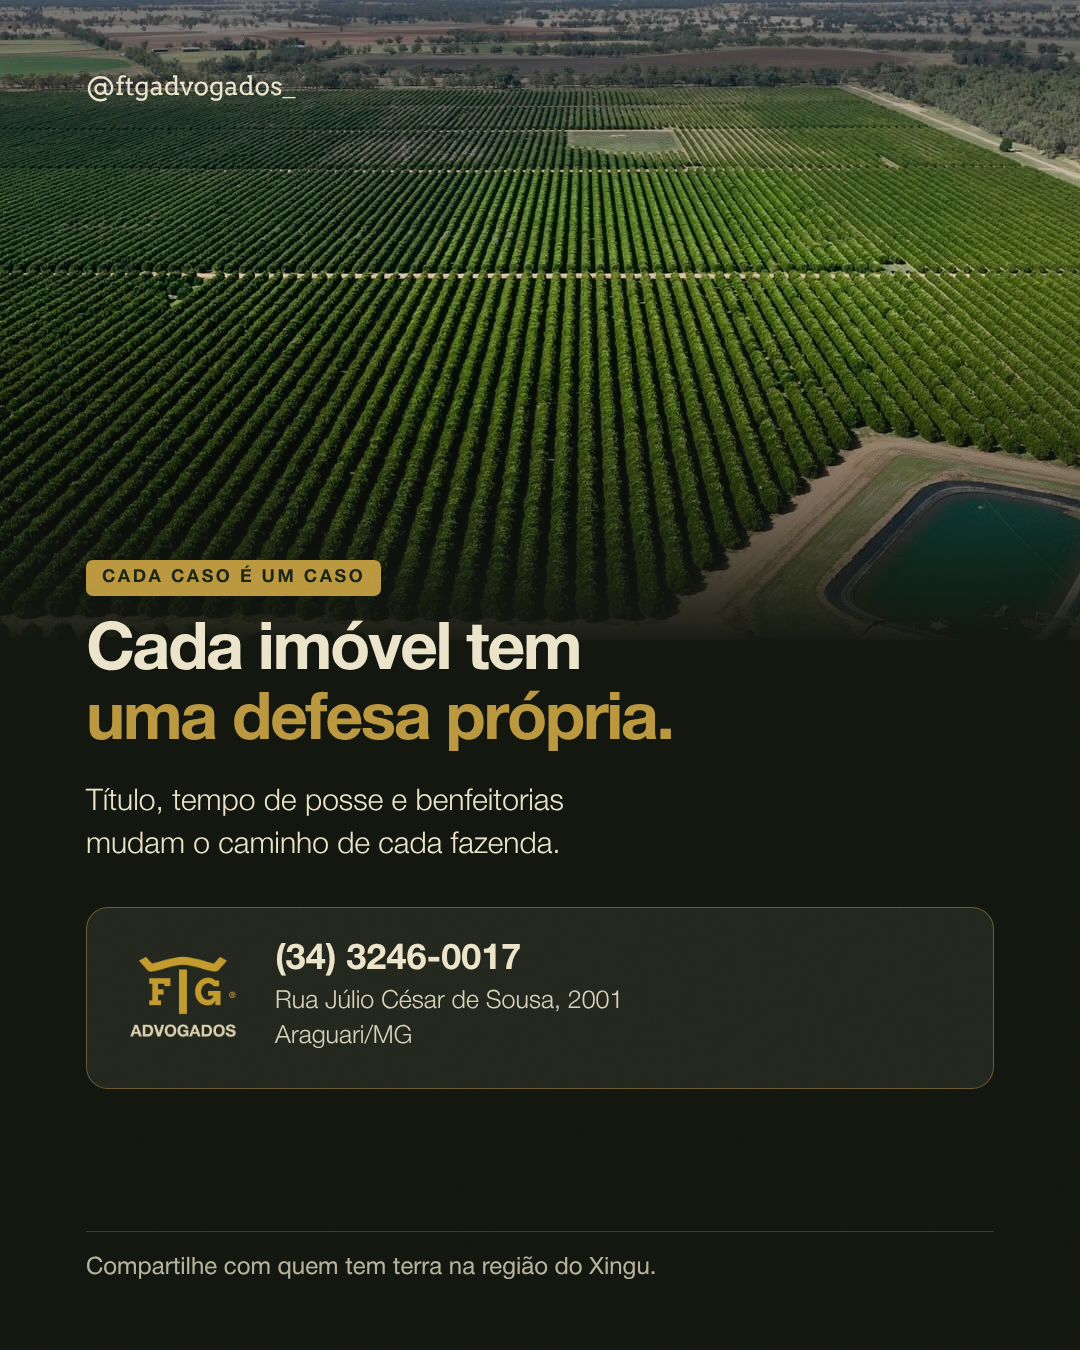 @ftgadvogados_
CADA CASO É UM CASO
Cada imóvel tem
uma defesa própria.
Título, tempo de posse e benfeitorias
mudam o caminho de cada fazenda.
FTG®
ADVOGADOS
(34) 3246-0017
Rua Júlio César de Sousa, 2001
Araguari/MG
Compartilhe com quem tem terra na região do Xingu.